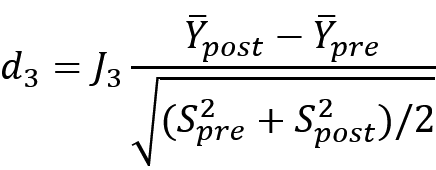 d₃ = J₃ (Ȳ_post − Ȳ_pre) / √((S²_pre + S²_post)/2)